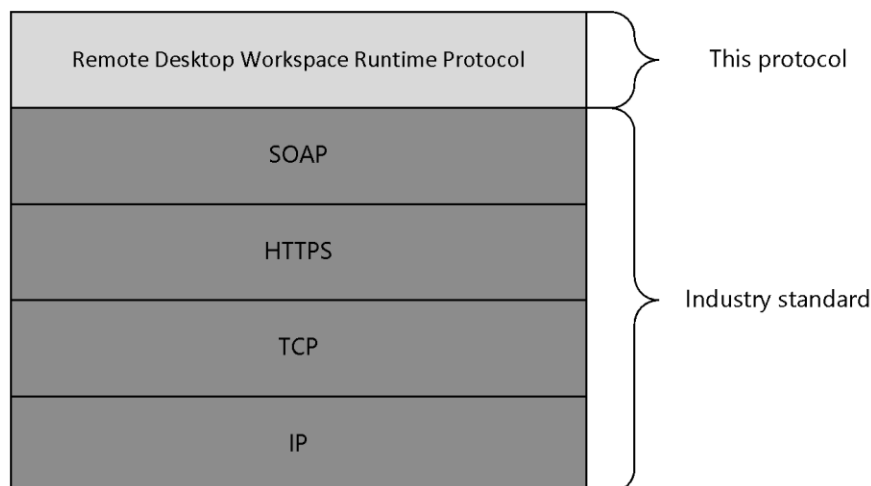 Remote Desktop Workspace Runtime Protocol
This protocol
SOAP
HTTPS
Industry standard
TCP
IP